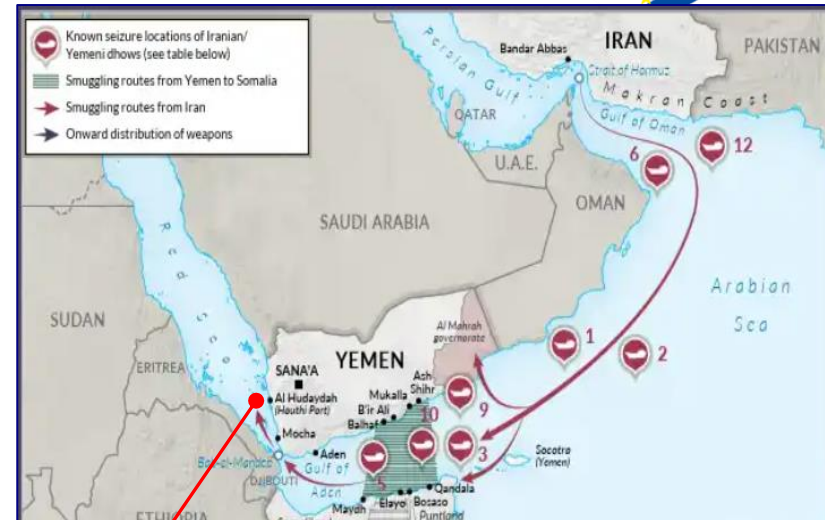 Known seizure locations of Iranian/
Yemeni dhows (see table below)
Smuggling routes from Yemen to Somalia
Smuggling routes from Iran
Onward distribution of weapons
IRAN
PAKISTAN
Bandar Abbas
Strait of Hormuz
Persian Gulf
Makran Coast
Gulf of Oman
QATAR
12
6
U.A.E.
OMAN
SAUDI ARABIA
Red Sea
Arabian
Sea
SUDAN
1
2
Al Mahrah
governorate
ERITREA
SANA'A
YEMEN
Ash
Shihr
Mukalla
Al Hudaydah
(Houthi Port)
B'ir Ali
Balhaf
10
9
Mocha
3
Socotra
(Yemen)
Bab-al-Mandeb
Aden
Gulf of
Aden
5
DJIBOUTI
Qandala
Maydh
Elayo
Bosaso
Puntland
ETHIOPIA